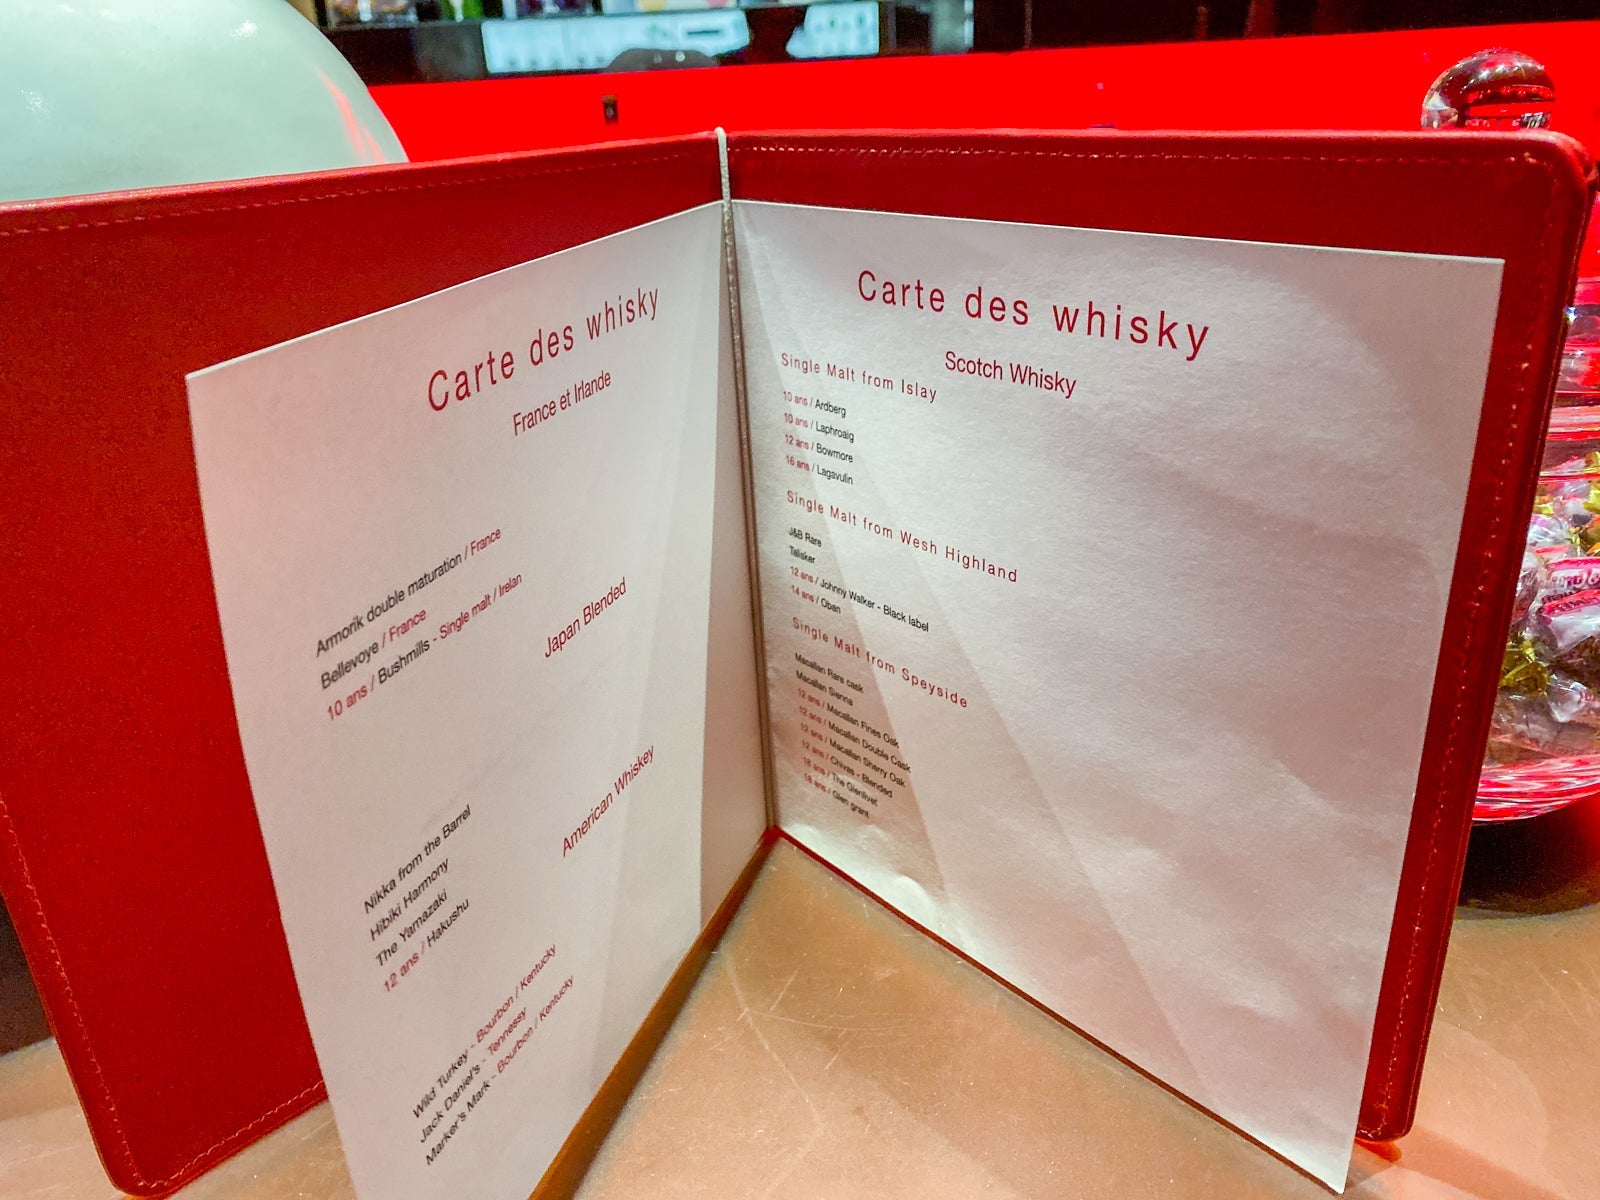 Carte des whisky
France et Irlande
Armorik double maturation / France
Bellevoye / France
10 ans / Bushmills - Single malt / Irelan
Japan Blended
Nikka from the Barrel
Hibiki Harmony
The Yamazaki
12 ans / Hakushu
American Whiskey
Wild Turkey - Bourbon / Kentucky
Jack Daniel's - Tennessy
Marker's Mark - Bourbon / Kentucky
Carte des whisky
Scotch Whisky
Single Malt from Islay
10 ans / Ardberg
10 ans / Laphroaig
12 ans / Bowmore
16 ans / Lagavulin
Single Malt from Wesh Highland
J&B Rare
Talisker
12 ans / Johnny Walker - Black label
14 ans / Oban
Single Malt from Speyside
Macallan Rare cask
Macallan Sienna
12 ans / Macallan Fines Oak
12 ans / Macallan Double Cask
12 ans / Macallan Sherry Oak
12 ans / Chivas - Blended
18 ans / The Glenlivet
18 ans / Glen grant